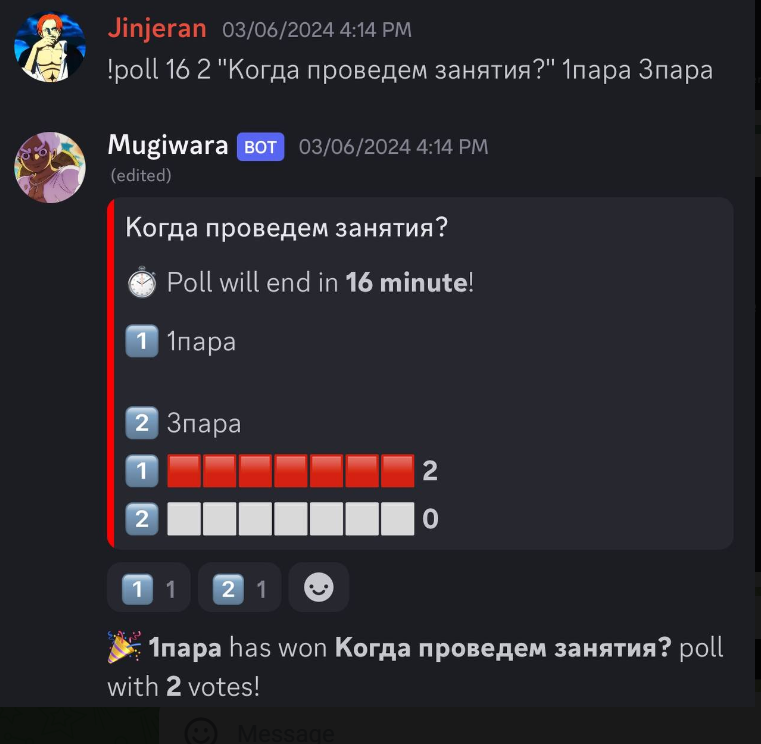 Jinjeran 03/06/2024 4:14 PM
!poll 16 2 "Когда проведем занятия?" 1пара 3пара
Mugiwara BOT 03/06/2024 4:14 PM
(edited)
Когда проведем занятия?
Poll will end in 16 minute!
1 1пара
2 3пара
1 2
2 0
1 1 2 1
1пара has won Когда проведем занятия? poll
with 2 votes!
Message